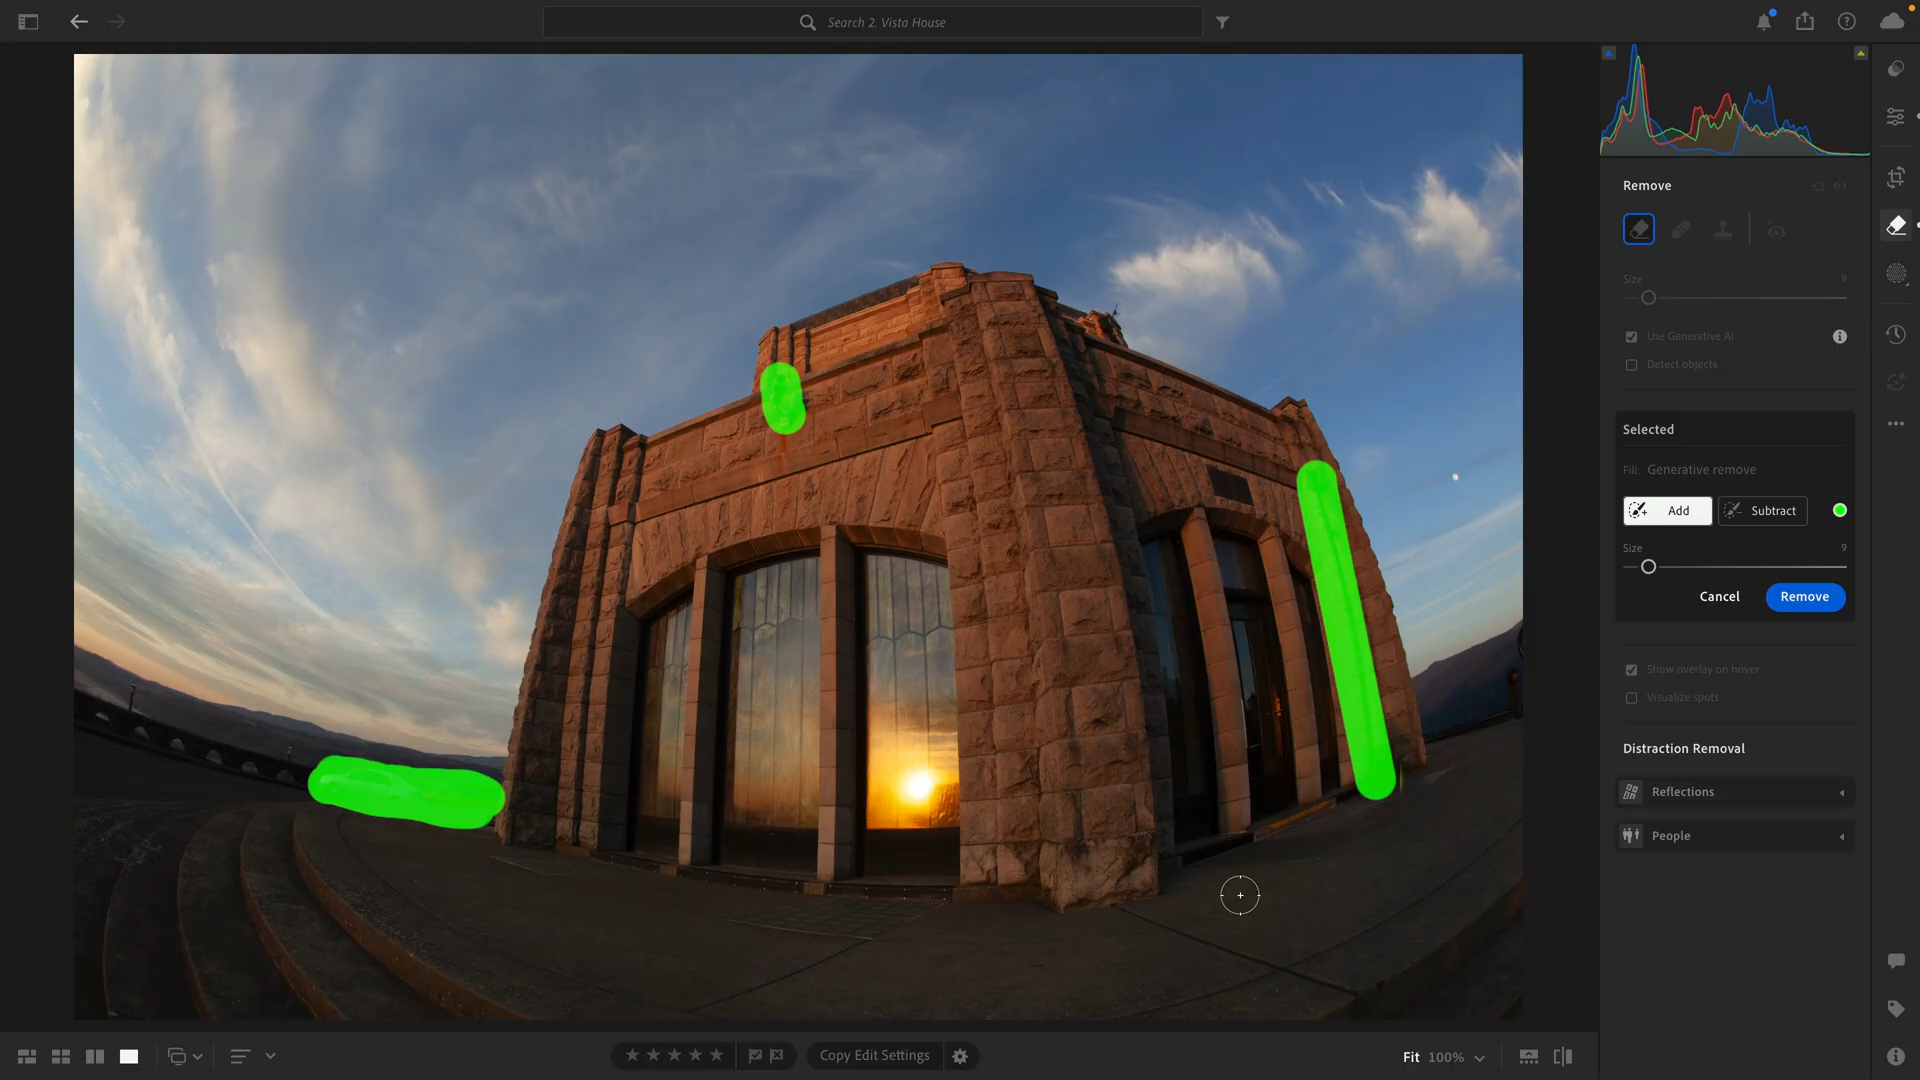 Search 2. Vista House
Remove
Size 9
Use Generative AI
Detect objects
Selected
Fill: Generative remove
Add Subtract
Size 9
Cancel Remove
Show overlay on hover
Visualize spots
Distraction Removal
Reflections
People
Copy Edit Settings
Fit 100%